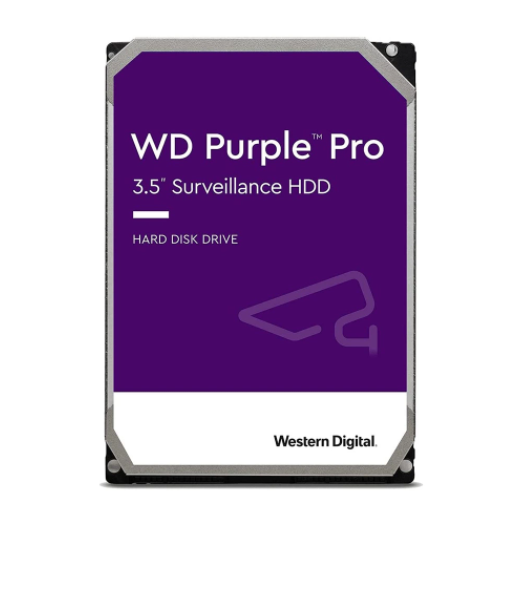 WD Purple™ Pro
3.5" Surveillance HDD
HARD DISK DRIVE
Western Digital.